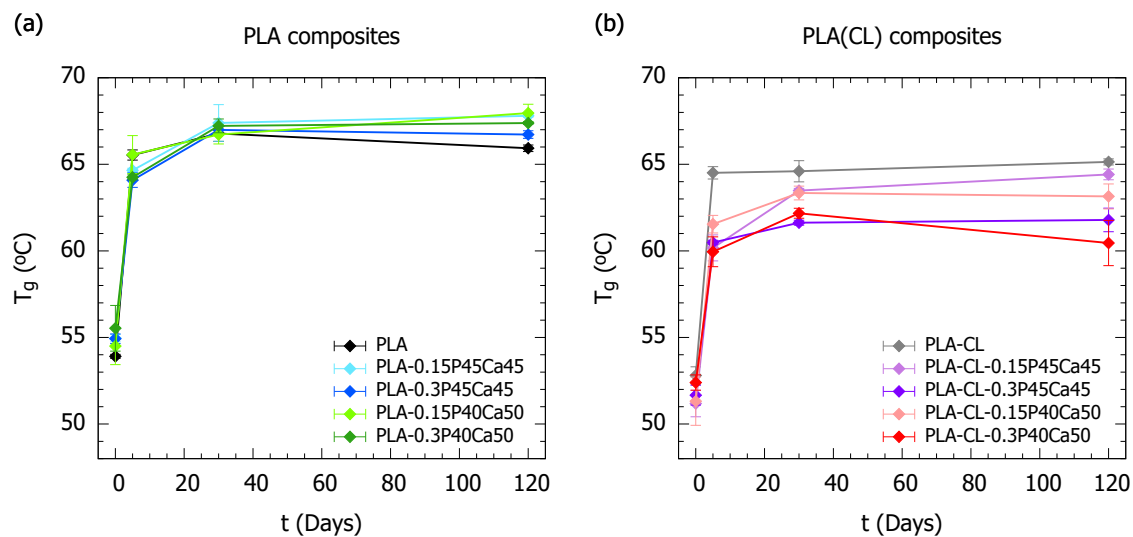 (a)
PLA composites
70
65
60
55
50
T_g (ºC)
0 20 40 60 80 100 120
t (Days)
PLA
PLA-0.15P45Ca45
PLA-0.3P45Ca45
PLA-0.15P40Ca50
PLA-0.3P40Ca50
(b)
PLA(CL) composites
70
65
60
55
50
T_g (ºC)
0 20 40 60 80 100 120
t (Days)
PLA-CL
PLA-CL-0.15P45Ca45
PLA-CL-0.3P45Ca45
PLA-CL-0.15P40Ca50
PLA-CL-0.3P40Ca50